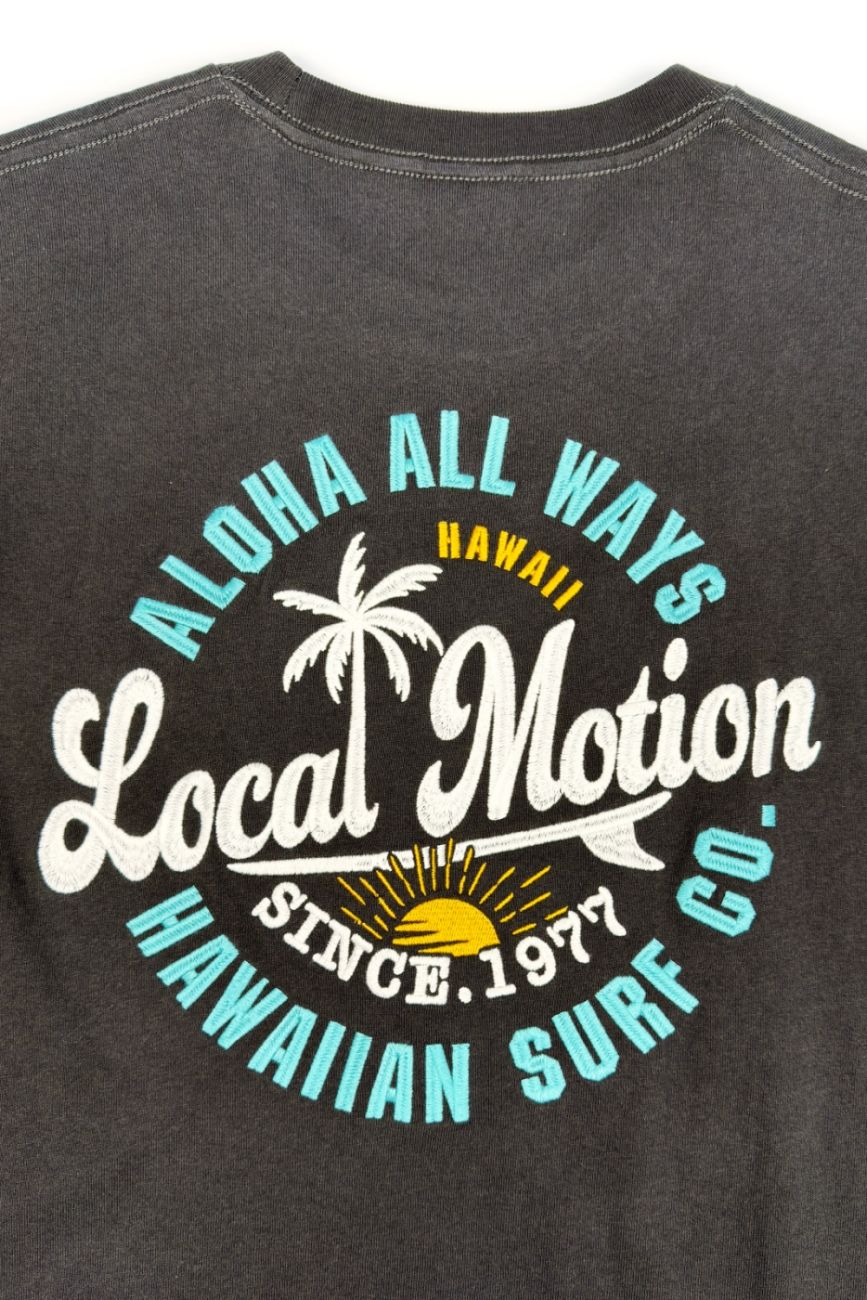 ALOHA ALL WAYS
HAWAII
Local Motion
SINCE.1977
HAWAIIAN SURF CO.